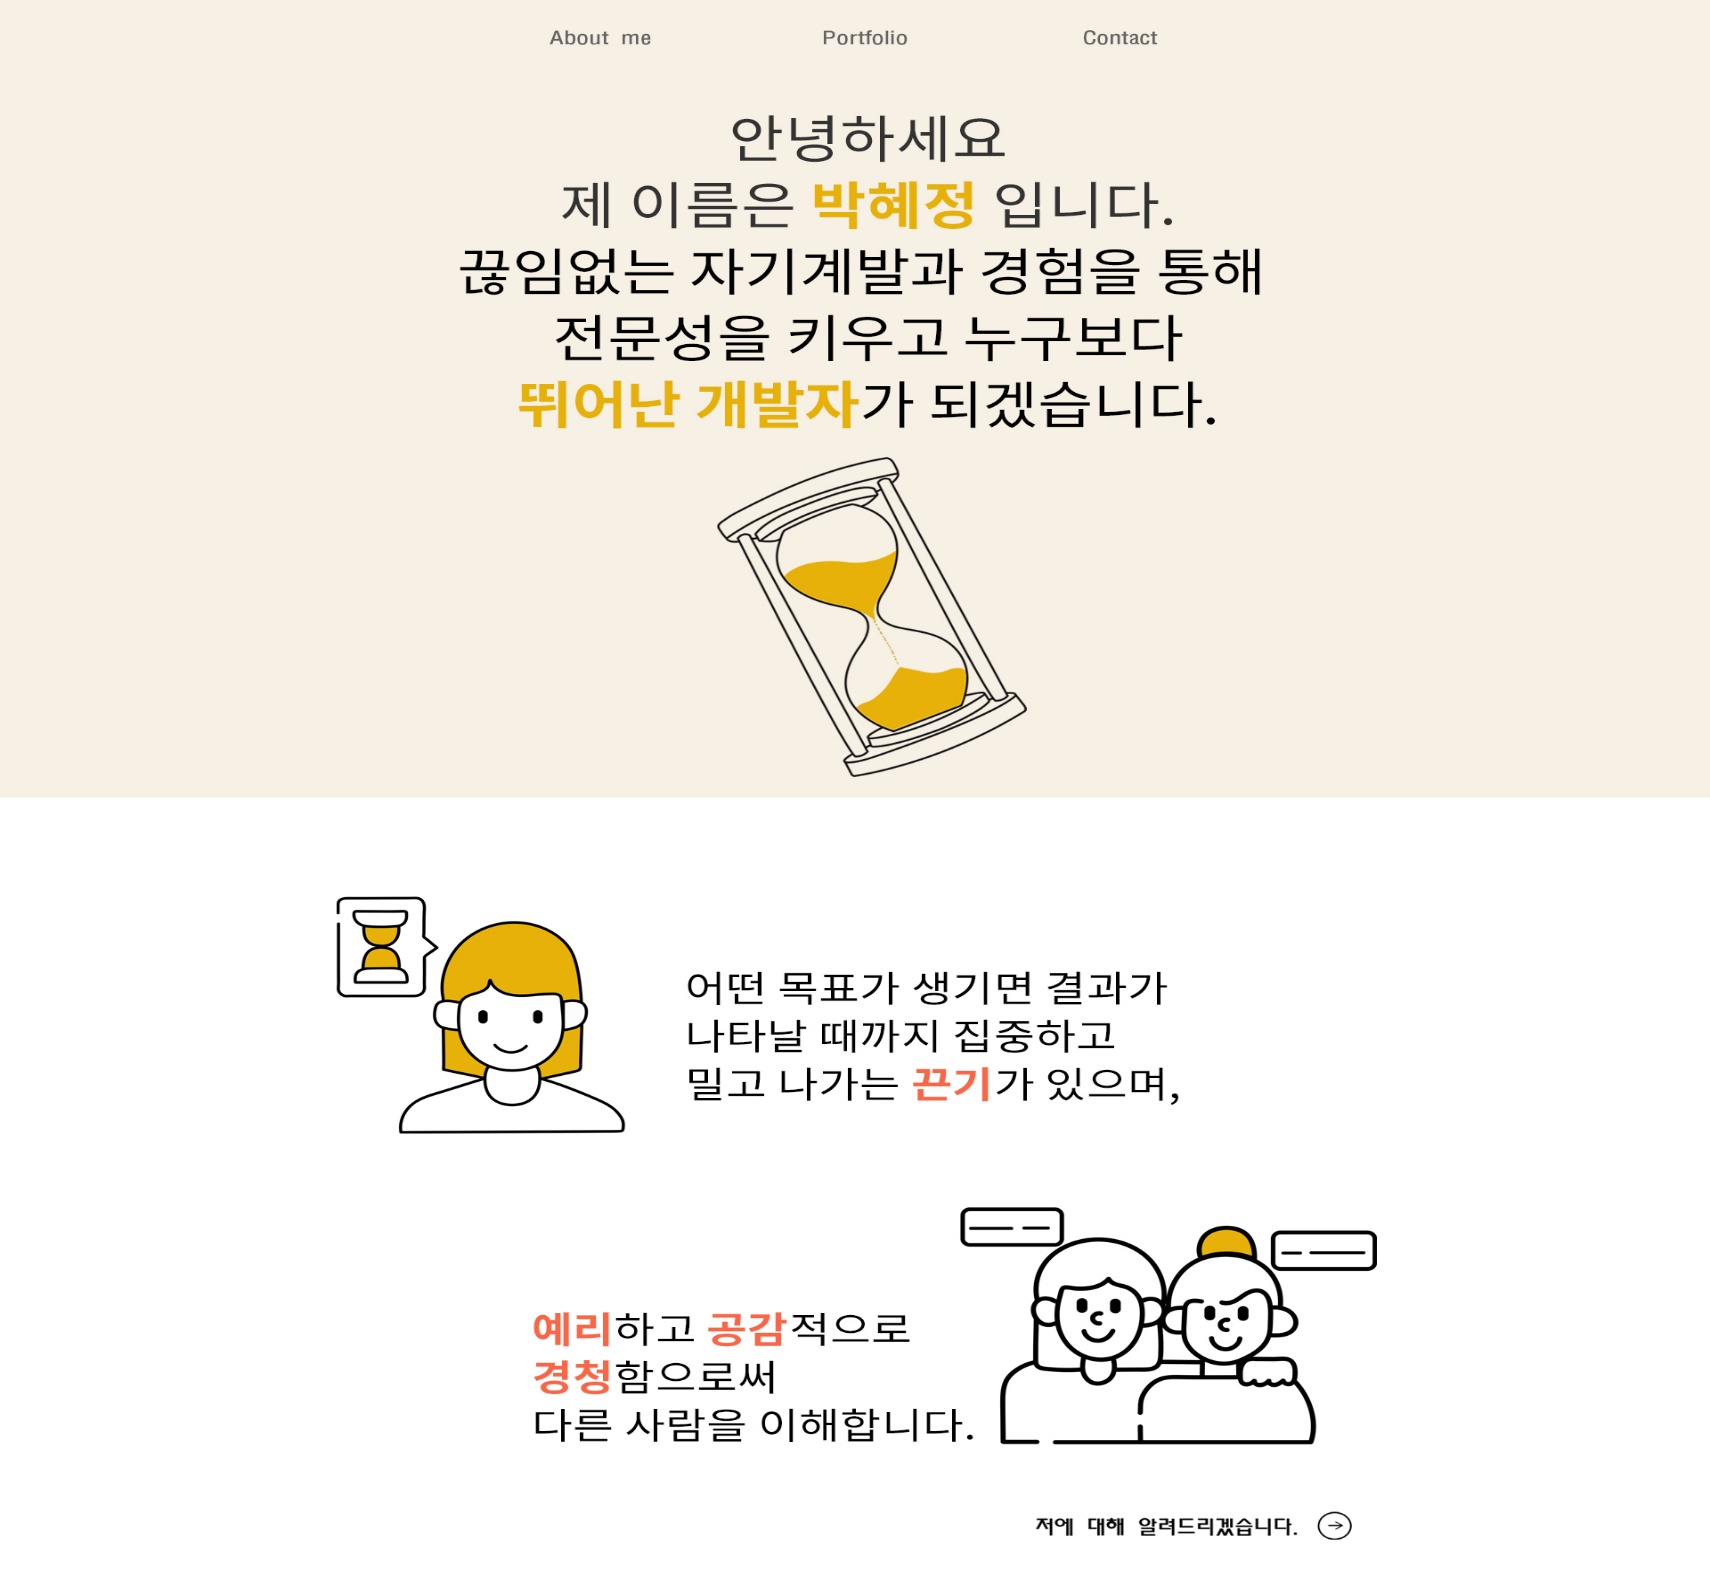 About me
Portfolio
Contact
안녕하세요
제 이름은 박혜정 입니다.
끊임없는 자기계발과 경험을 통해
전문성을 키우고 누구보다
뛰어난 개발자가 되겠습니다.
어떤 목표가 생기면 결과가
나타날 때까지 집중하고
밀고 나가는 끈기가 있으며,
예리하고 공감적으로
경청함으로써
다른 사람을 이해합니다.
저에 대해 알려드리겠습니다.